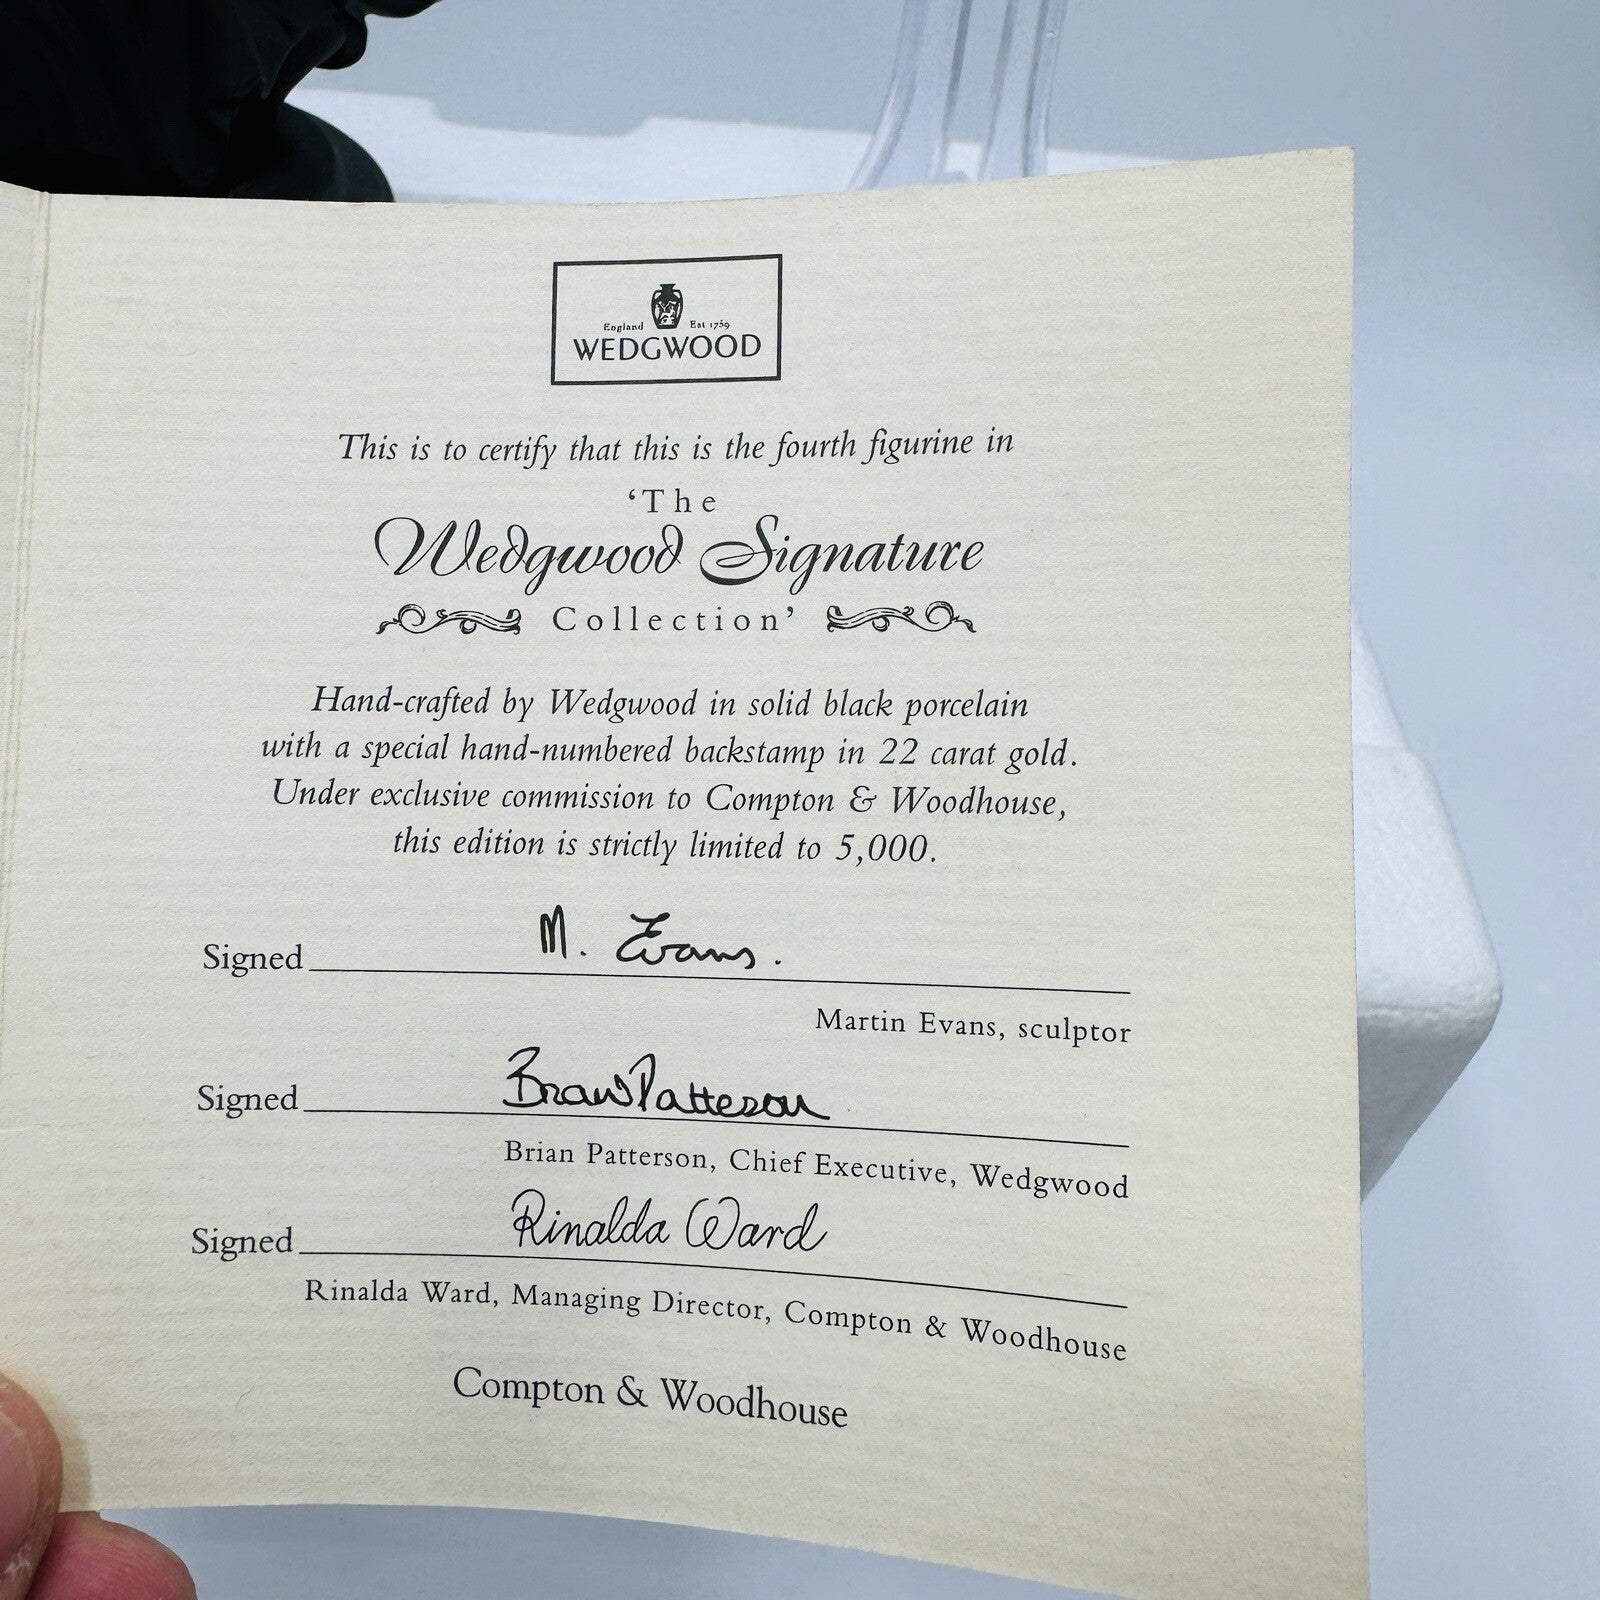 England Est 1759
WEDGWOOD
This is to certify that this is the fourth figurine in
‘The
Wedgwood Signature
Collection’
Hand-crafted by Wedgwood in solid black porcelain
with a special hand-numbered backstamp in 22 carat gold.
Under exclusive commission to Compton & Woodhouse,
this edition is strictly limited to 5,000.
Signed M. Evans.
Martin Evans, sculptor
Signed Brian Patterson
Brian Patterson, Chief Executive, Wedgwood
Signed Rinalda Ward
Rinalda Ward, Managing Director, Compton & Woodhouse
Compton & Woodhouse